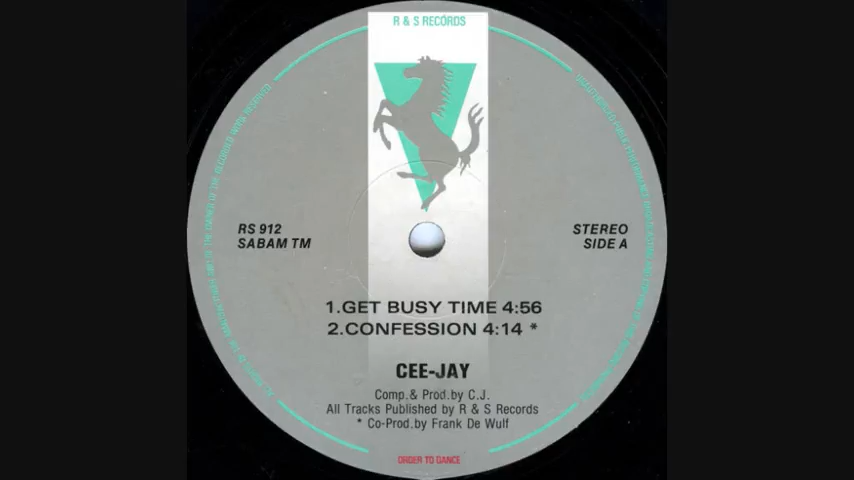 R & S RECORDS
RS 912
SABAM TM
STEREO
SIDE A
1.GET BUSY TIME 4:56
2.CONFESSION 4:14 *
CEE-JAY
Comp.& Prod.by C.J.
All Tracks Published by R & S Records
* Co-Prod.by Frank De Wulf
ORDER TO DANCE